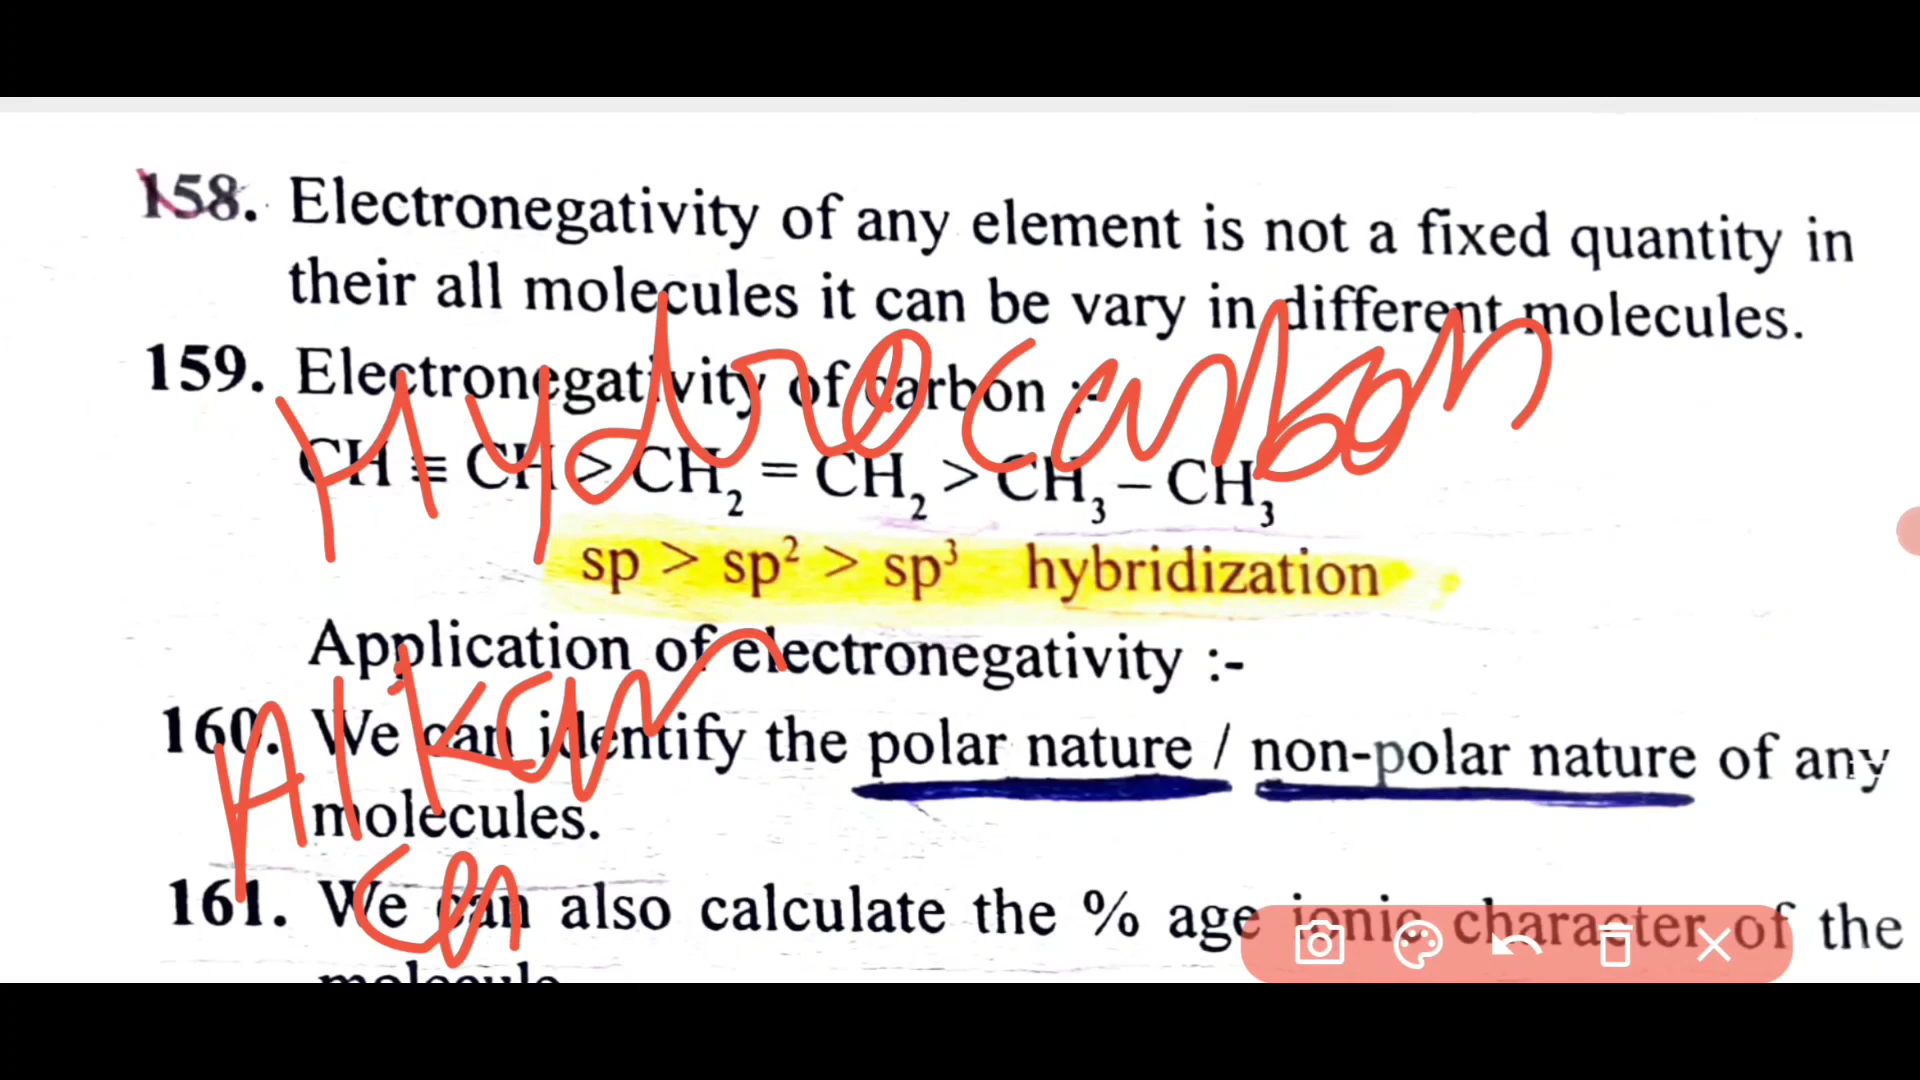 158. Electronegativity of any element is not a fixed quantity in
their all molecules it can be vary in different molecules.
159. Electronegativity of carbon :-
Hydrocarbon
CH ≡ CH > CH₂ = CH₂ > CH₃ – CH₃
sp > sp² > sp³ hybridization
Application of electronegativity :-
160. We can identify the polar nature / non-polar nature of any
molecules.
161. We can also calculate the % age ionic character of the
molecule